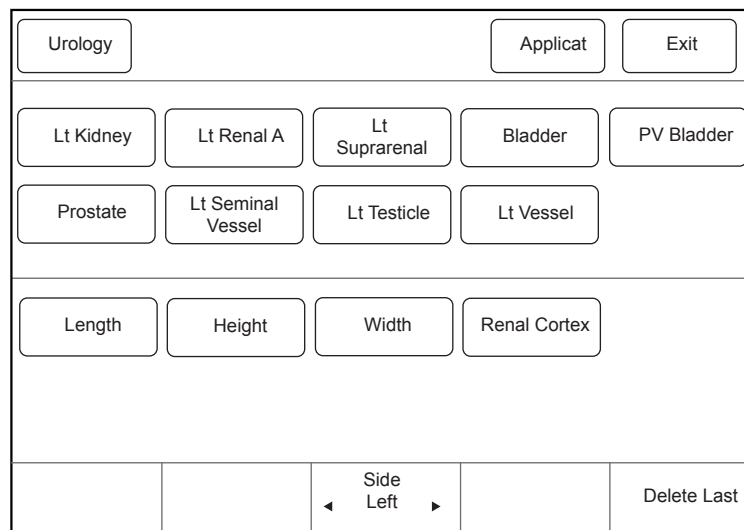 Urology
Applicat
Exit
Lt Kidney
Lt Renal A
Lt
Suprarenal
Bladder
PV Bladder
Prostate
Lt Seminal
Vessel
Lt Testicle
Lt Vessel
Length
Height
Width
Renal Cortex
Side
Left
Delete Last